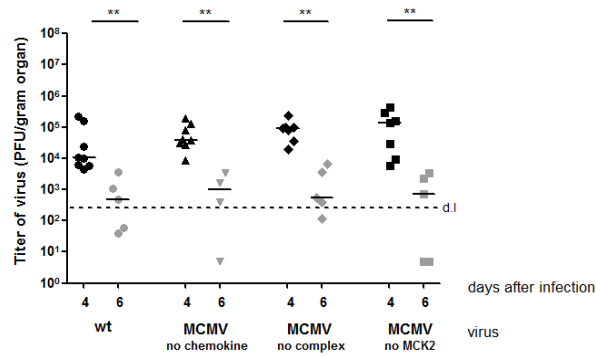 ** ** ** **
Titer of virus (PFU/gram organ)
10⁸
10⁷
10⁶
10⁵
10⁴
10³
10²
10¹
10⁰
d.l
4 6 4 6 4 6 4 6 days after infection
wt MCMV MCMV MCMV virus
no chemokine no complex no MCK2